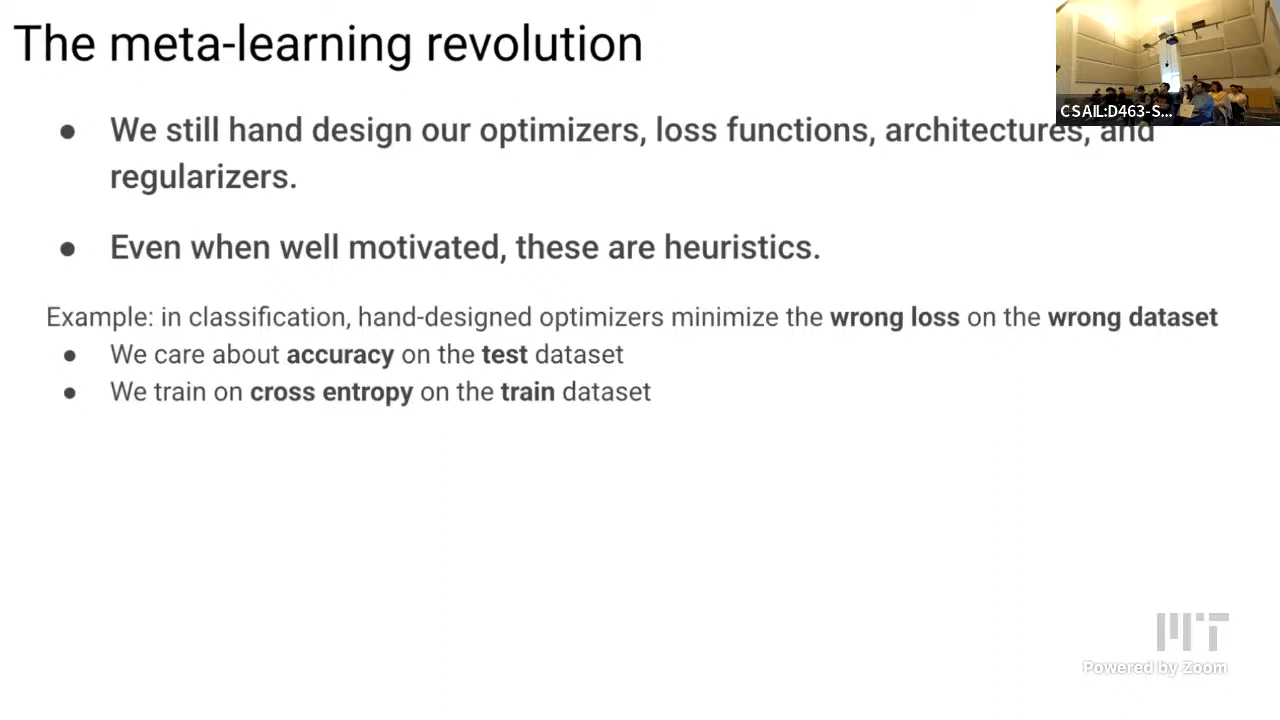 The meta-learning revolution
CSAIL:D463-S...
● We still hand design our optimizers, loss functions, architectures, and
regularizers.
● Even when well motivated, these are heuristics.
Example: in classification, hand-designed optimizers minimize the wrong loss on the wrong dataset
● We care about accuracy on the test dataset
● We train on cross entropy on the train dataset
MIT
Powered by Zoom